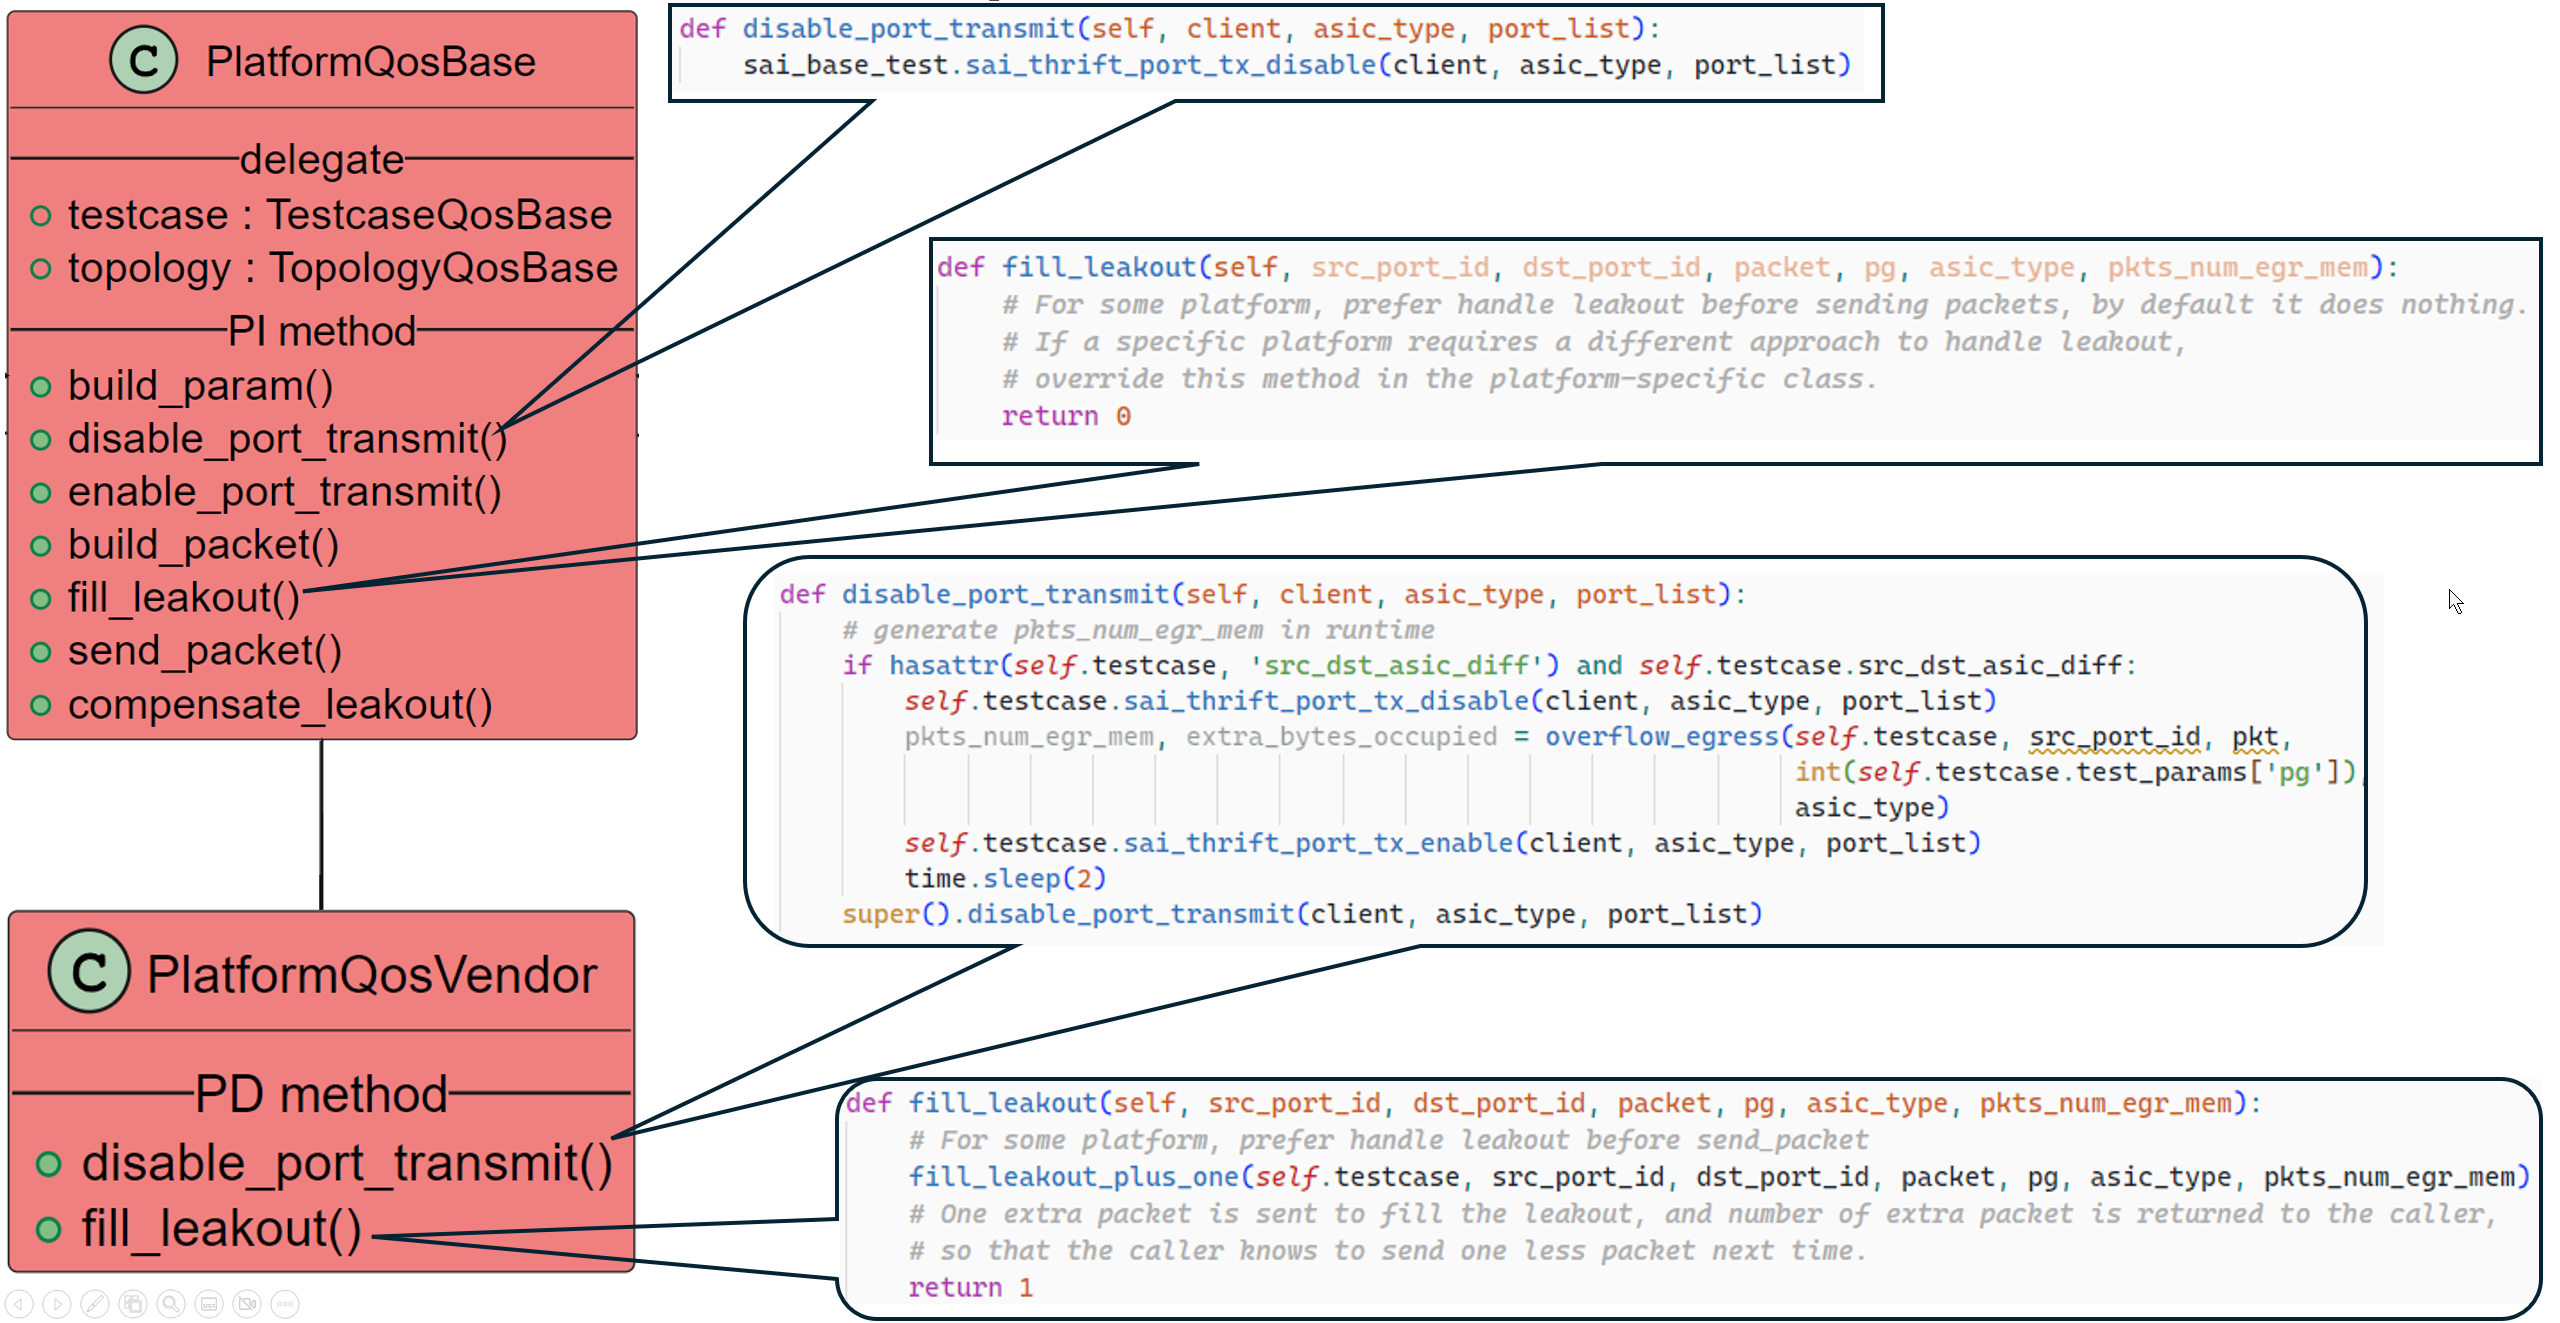 C PlatformQosBase
delegate
testcase : TestcaseQosBase
topology : TopologyQosBase
PI method
build_param()
disable_port_transmit()
enable_port_transmit()
build_packet()
fill_leakout()
send_packet()
compensate_leakout()
C PlatformQosVendor
PD method
disable_port_transmit()
fill_leakout()
def disable_port_transmit(self, client, asic_type, port_list):
    sai_base_test.sai_thrift_port_tx_disable(client, asic_type, port_list)
def fill_leakout(self, src_port_id, dst_port_id, packet, pg, asic_type, pkts_num_egr_mem):
    # For some platform, prefer handle leakout before sending packets, by default it does nothing.
    # If a specific platform requires a different approach to handle leakout,
    # override this method in the platform-specific class.
    return 0
def disable_port_transmit(self, client, asic_type, port_list):
    # generate pkts_num_egr_mem in runtime
    if hasattr(self.testcase, 'src_dst_asic_diff') and self.testcase.src_dst_asic_diff:
        self.testcase.sai_thrift_port_tx_disable(client, asic_type, port_list)
        pkts_num_egr_mem, extra_bytes_occupied = overflow_egress(self.testcase, src_port_id, pkt,
                                                                 int(self.testcase.test_params['pg']),
                                                                 asic_type)
        self.testcase.sai_thrift_port_tx_enable(client, asic_type, port_list)
        time.sleep(2)
    super().disable_port_transmit(client, asic_type, port_list)
def fill_leakout(self, src_port_id, dst_port_id, packet, pg, asic_type, pkts_num_egr_mem):
    # For some platform, prefer handle leakout before send_packet
    fill_leakout_plus_one(self.testcase, src_port_id, dst_port_id, packet, pg, asic_type, pkts_num_egr_mem)
    # One extra packet is sent to fill the leakout, and number of extra packet is returned to the caller,
    # so that the caller knows to send one less packet next time.
    return 1